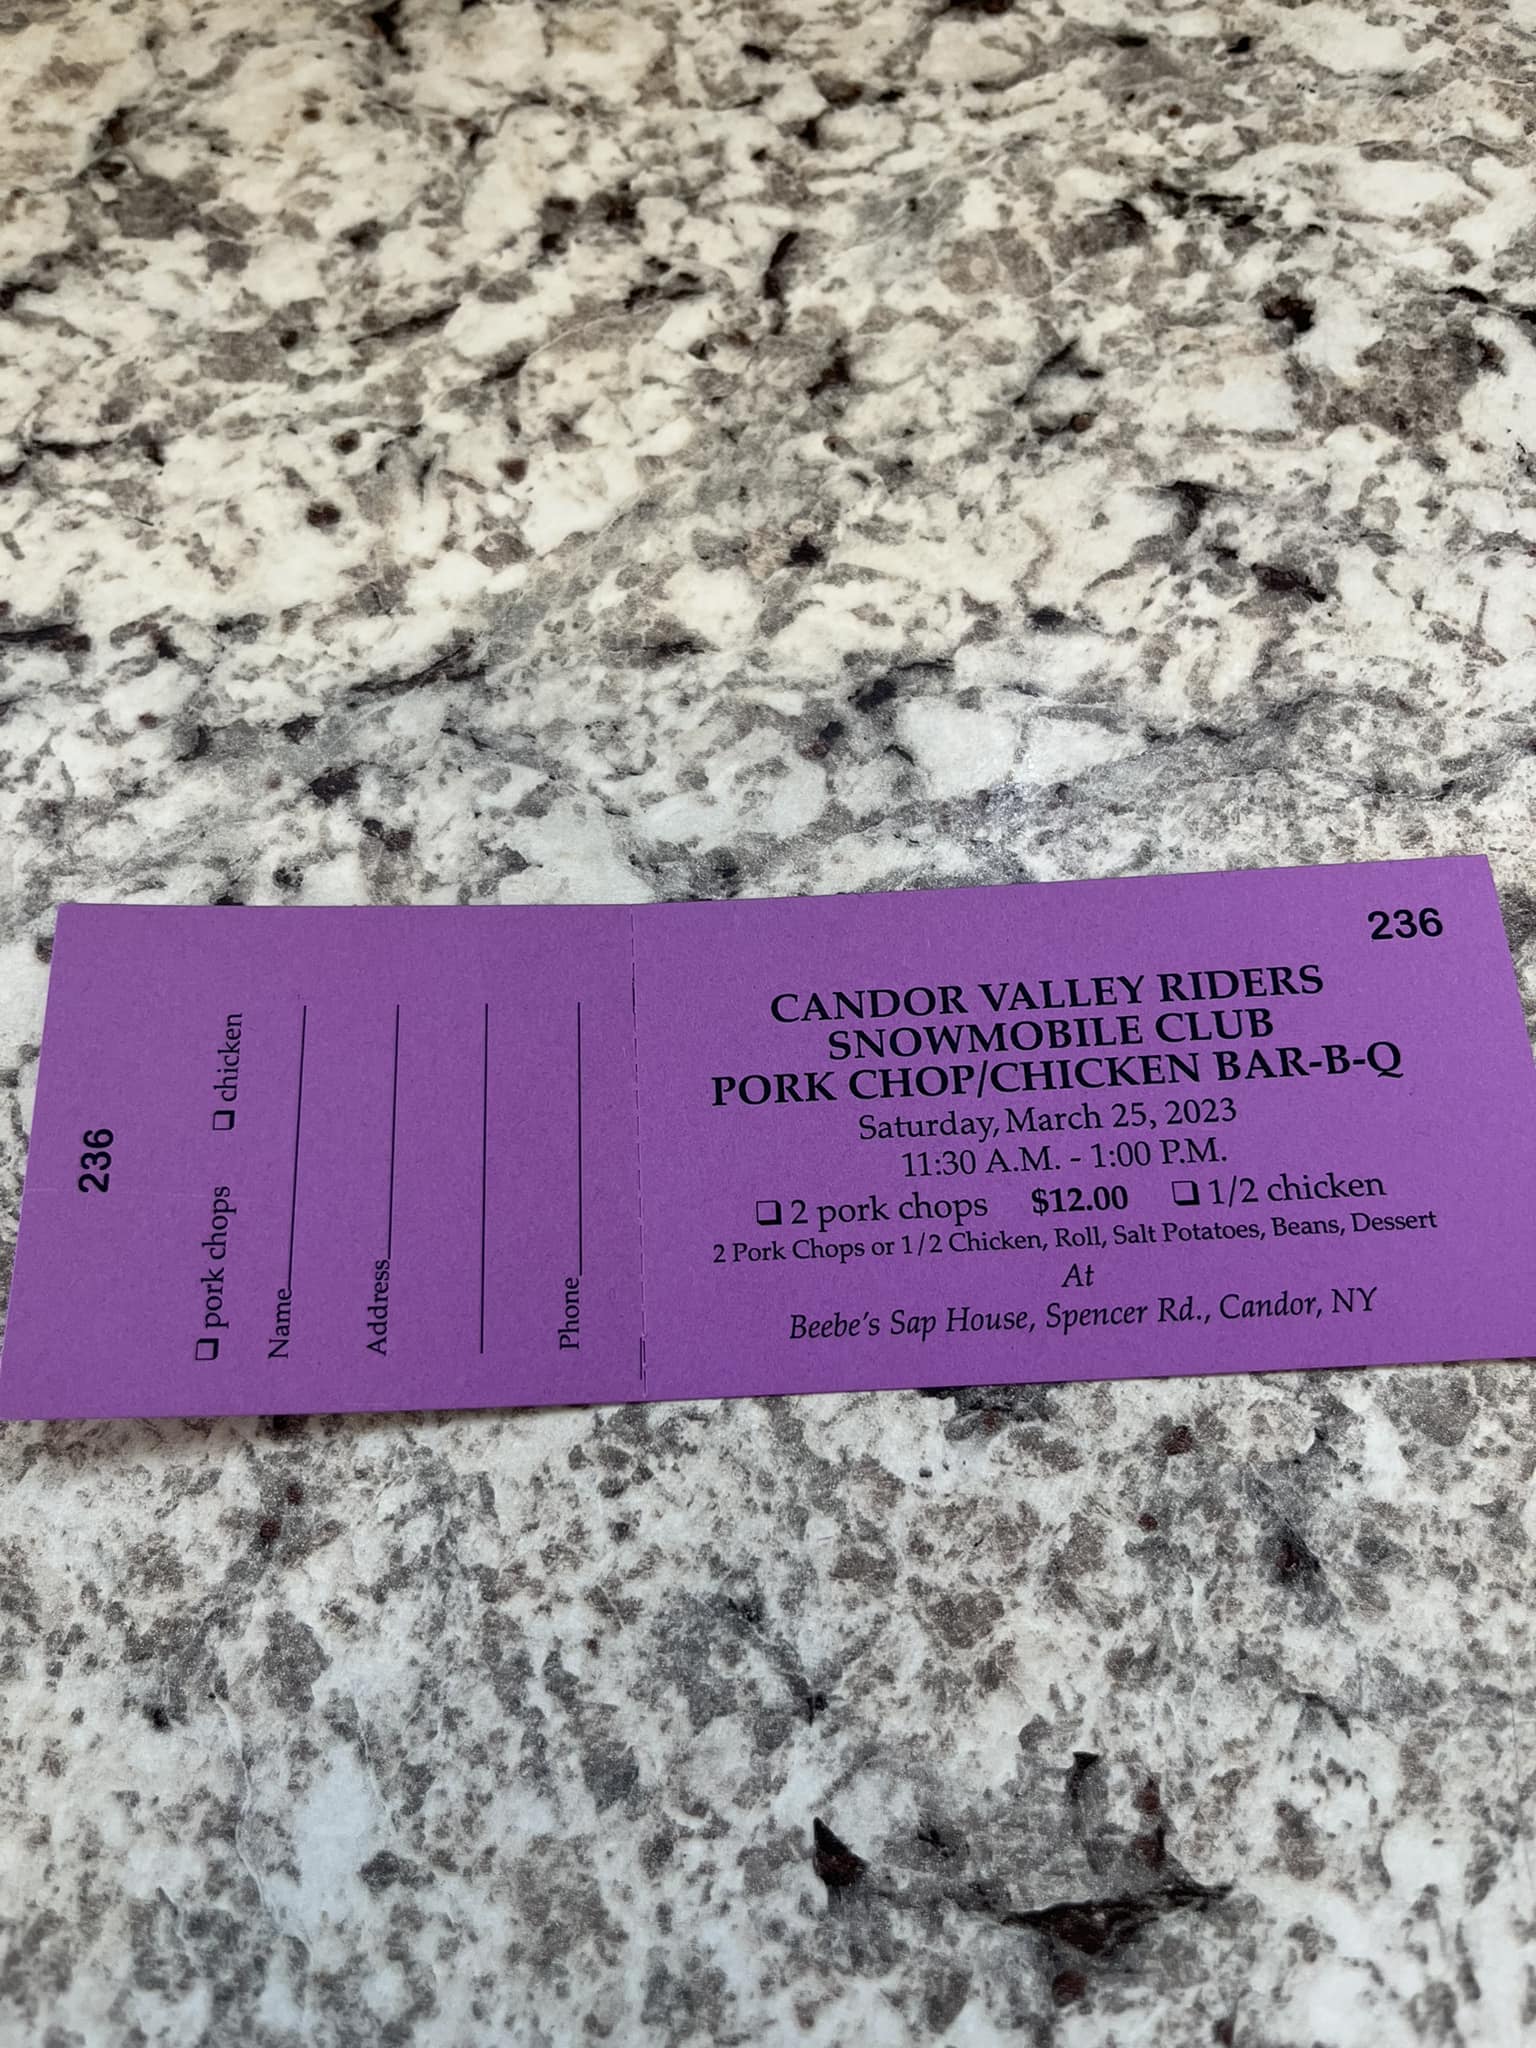 236
❏ pork chops ❏ chicken
Name
Address
Phone
236
CANDOR VALLEY RIDERS
SNOWMOBILE CLUB
PORK CHOP/CHICKEN BAR-B-Q
Saturday, March 25, 2023
11:30 A.M. - 1:00 P.M.
❏ 2 pork chops $12.00 ❏ 1/2 chicken
2 Pork Chops or 1/2 Chicken, Roll, Salt Potatoes, Beans, Dessert
At
Beebe's Sap House, Spencer Rd., Candor, NY